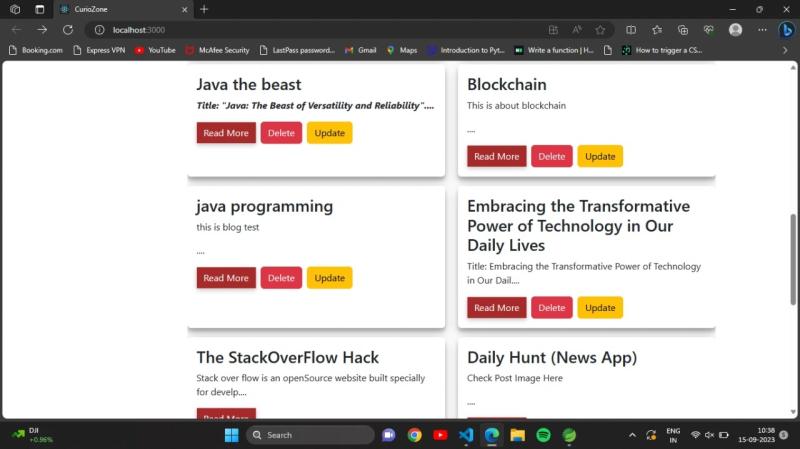 CurioZone
localhost:3000
Booking.com
Express VPN
YouTube
McAfee Security
LastPass password...
Gmail
Maps
Introduction to Pyt...
Write a function | H...
How to trigger a CS...
Java the beast
Title: "Java: The Beast of Versatility and Reliability"....
Read More Delete Update
Blockchain
This is about blockchain
....
Read More Delete Update
java programming
this is blog test
....
Read More Delete Update
Embracing the Transformative
Power of Technology in Our
Daily Lives
Title: Embracing the Transformative Power of Technology
in Our Dail....
Read More Delete Update
The StackOverFlow Hack
Stack over flow is an openSource website built specially
for develp....
Read More
Daily Hunt (News App)
Check Post Image Here
....
DJI
+0.96%
Search
ENG
IN
10:38
15-09-2023